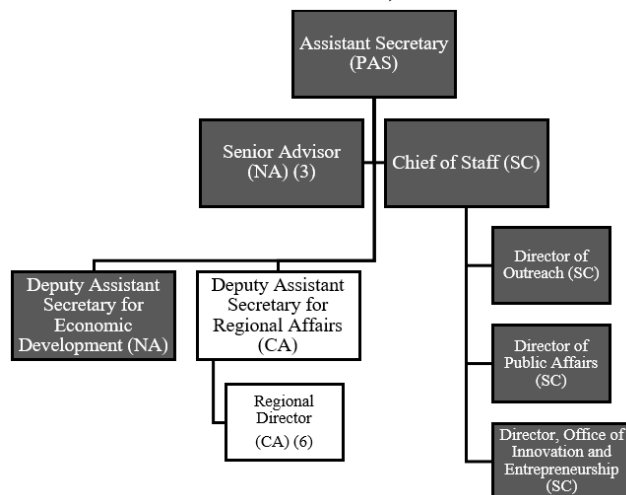 Assistant Secretary
(PAS)
Senior Advisor
(NA) (3)
Chief of Staff (SC)
Deputy Assistant
Secretary for
Economic
Development (NA)
Deputy Assistant
Secretary for
Regional Affairs
(CA)
Regional
Director
(CA) (6)
Director of
Outreach (SC)
Director of
Public Affairs
(SC)
Director, Office of
Innovation and
Entrepreneurship
(SC)